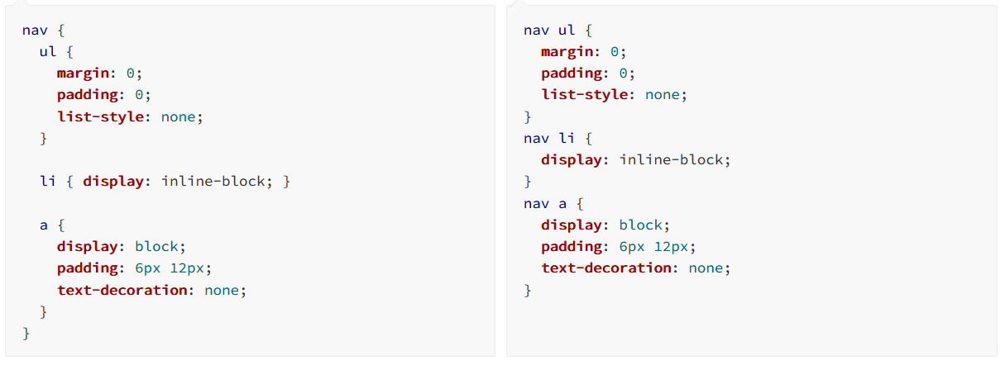 nav {
  ul {
    margin: 0;
    padding: 0;
    list-style: none;
  }

  li { display: inline-block; }

  a {
    display: block;
    padding: 6px 12px;
    text-decoration: none;
  }
}
nav ul {
  margin: 0;
  padding: 0;
  list-style: none;
}
nav li {
  display: inline-block;
}
nav a {
  display: block;
  padding: 6px 12px;
  text-decoration: none;
}